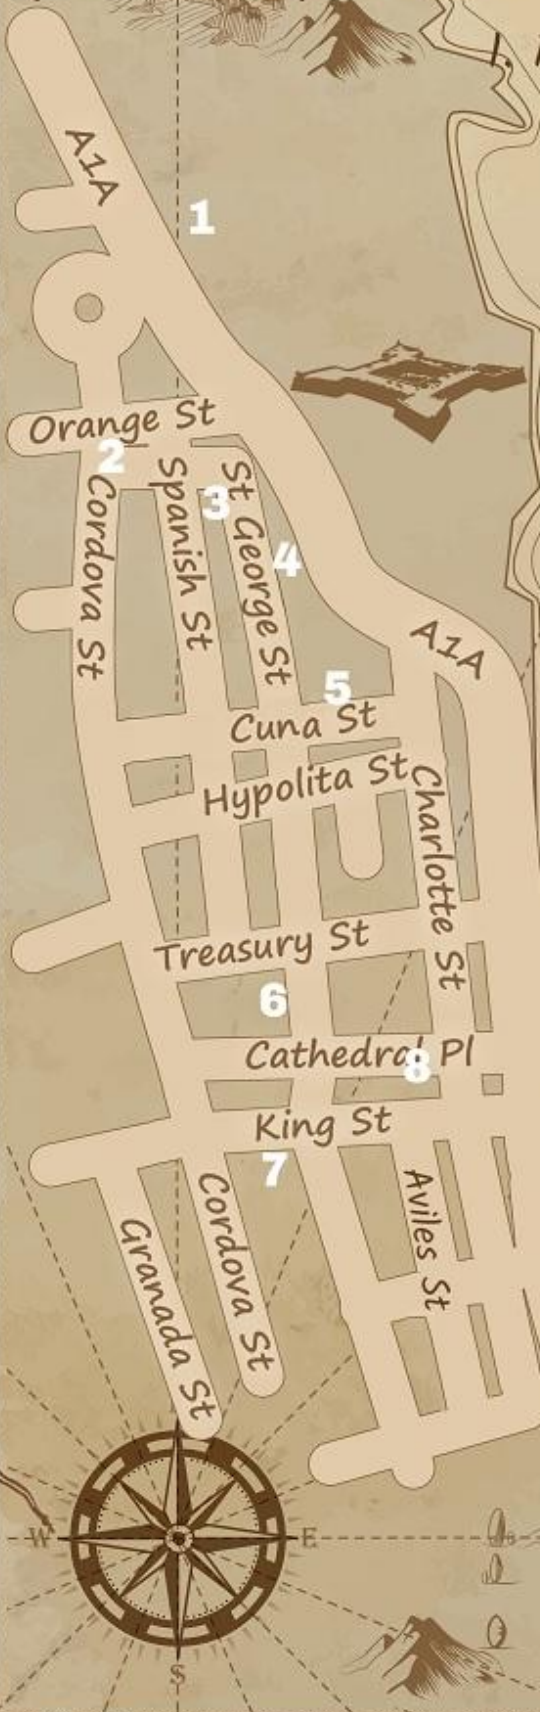 A1A
1
Orange St
2
Cordova St
Spanish St
3
St George St
4
A1A
5
Cuna St
Hypolita St
Charlotte St
Treasury St
6
Cathedral Pl
8
King St
7
Aviles St
Cordova St
Granada St
W
E
S